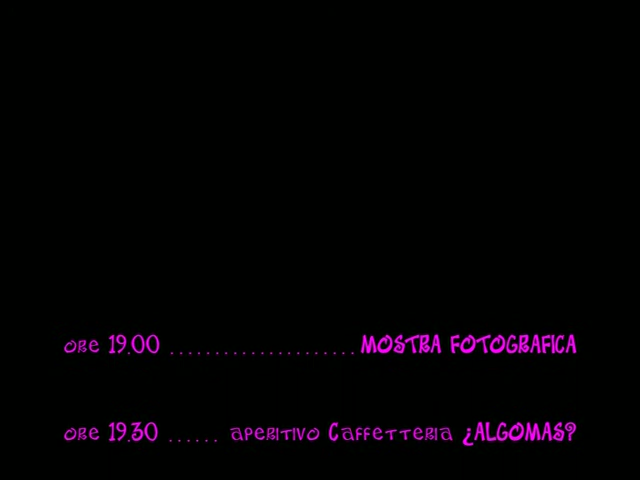 ore 19.00 ..................... MOSTRA FOTOGRAFICA
ore 19.30 ...... aperitivo Caffetteria ¿ALGOMAS?